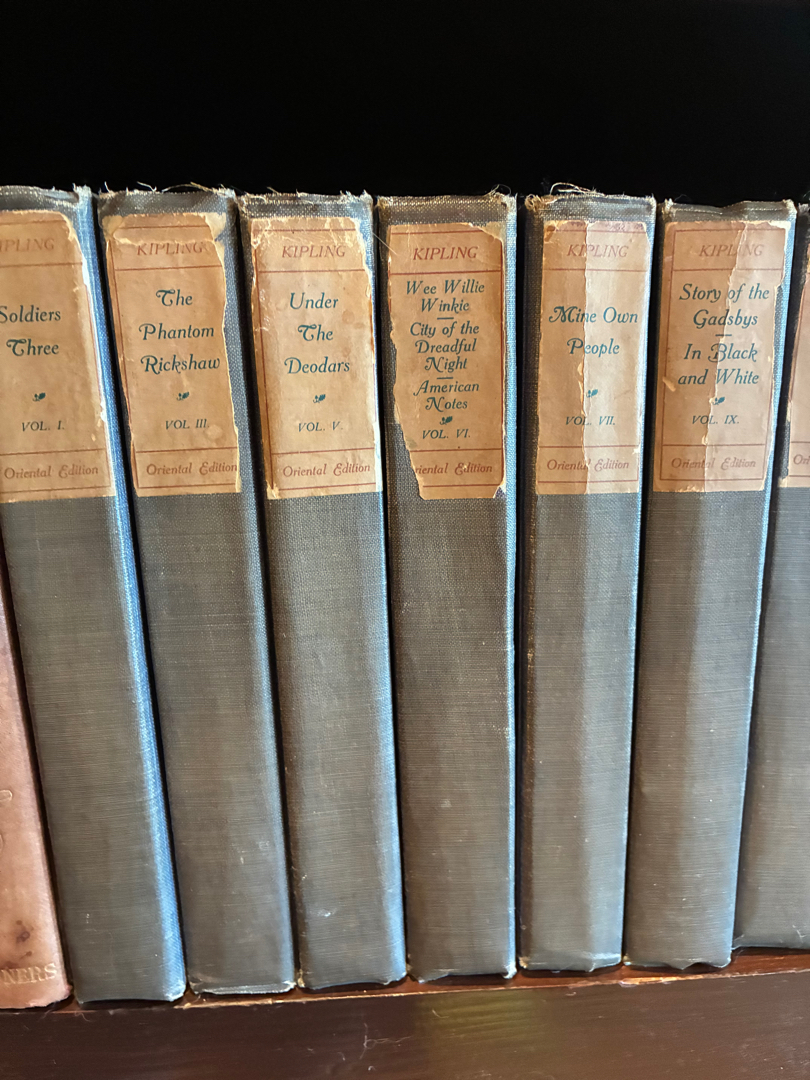 KIPLING
Soldiers
Three
VOL. I.
Oriental Edition
KIPLING
The
Phantom
Rickshaw
VOL. III.
Oriental Edition
KIPLING
Under
The
Deodars
VOL. V.
Oriental Edition
KIPLING
Wee Willie
Winkie
City of the
Dreadful
Night
American
Notes
VOL. VI.
Oriental Edition
KIPLING
Mine Own
People
VOL. VII.
Oriental Edition
KIPLING
Story of the
Gadsbys
In Black
and White
VOL. IX.
Oriental Edition
NERS